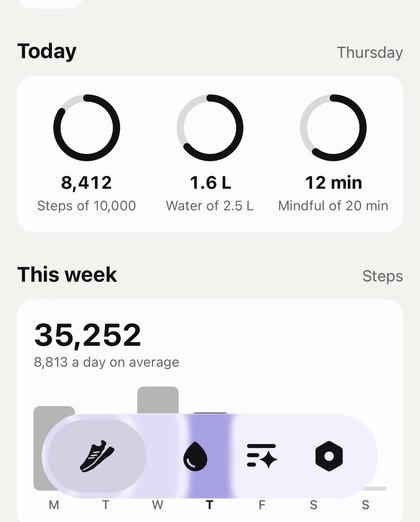 Today Thursday
8,412 1.6 L 12 min
Steps of 10,000 Water of 2.5 L Mindful of 20 min
This week Steps
35,252
8,813 a day on average
M T W T F S S